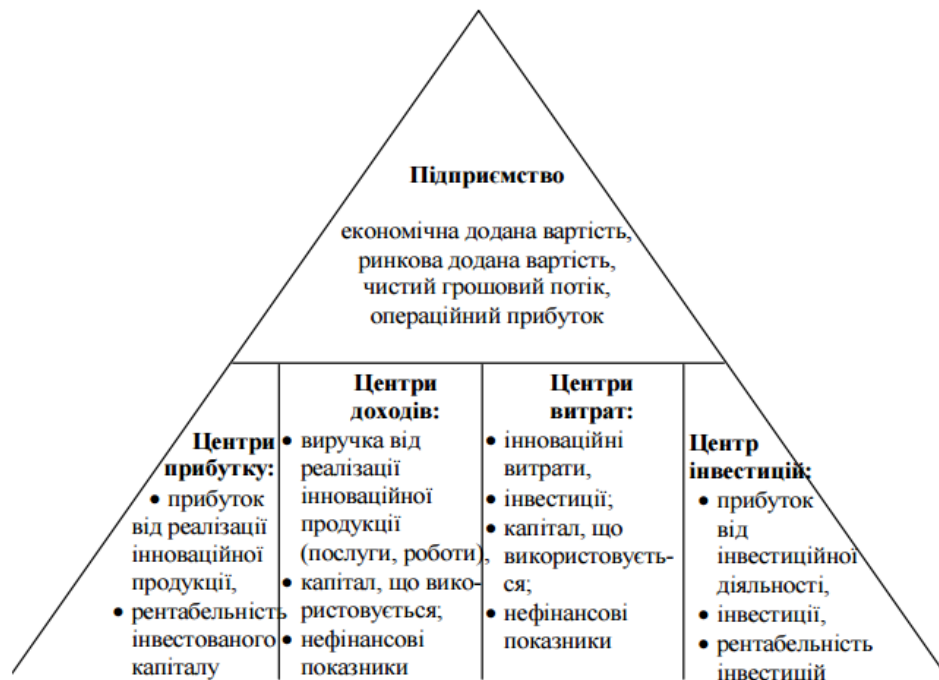 Підприємство
економічна додана вартість,
ринкова додана вартість,
чистий грошовий потік,
операційний прибуток
Центри
прибутку:
• прибуток
від реалізації
інноваційної
продукції,
• рентабельність
інвестованого
капіталу
Центри
доходів:
• виручка від
реалізації
інноваційної
продукції
(послуги, роботи),
• капітал, що вико-
ристовується;
• нефінансові
показники
Центри
витрат:
• інноваційні
витрати,
• інвестиції;
• капітал, що
використовуєть-
ся;
• нефінансові
показники
Центр
інвестицій:
• прибуток
від
інвестиційної
діяльності,
• інвестиції,
• рентабельність
інвестицій